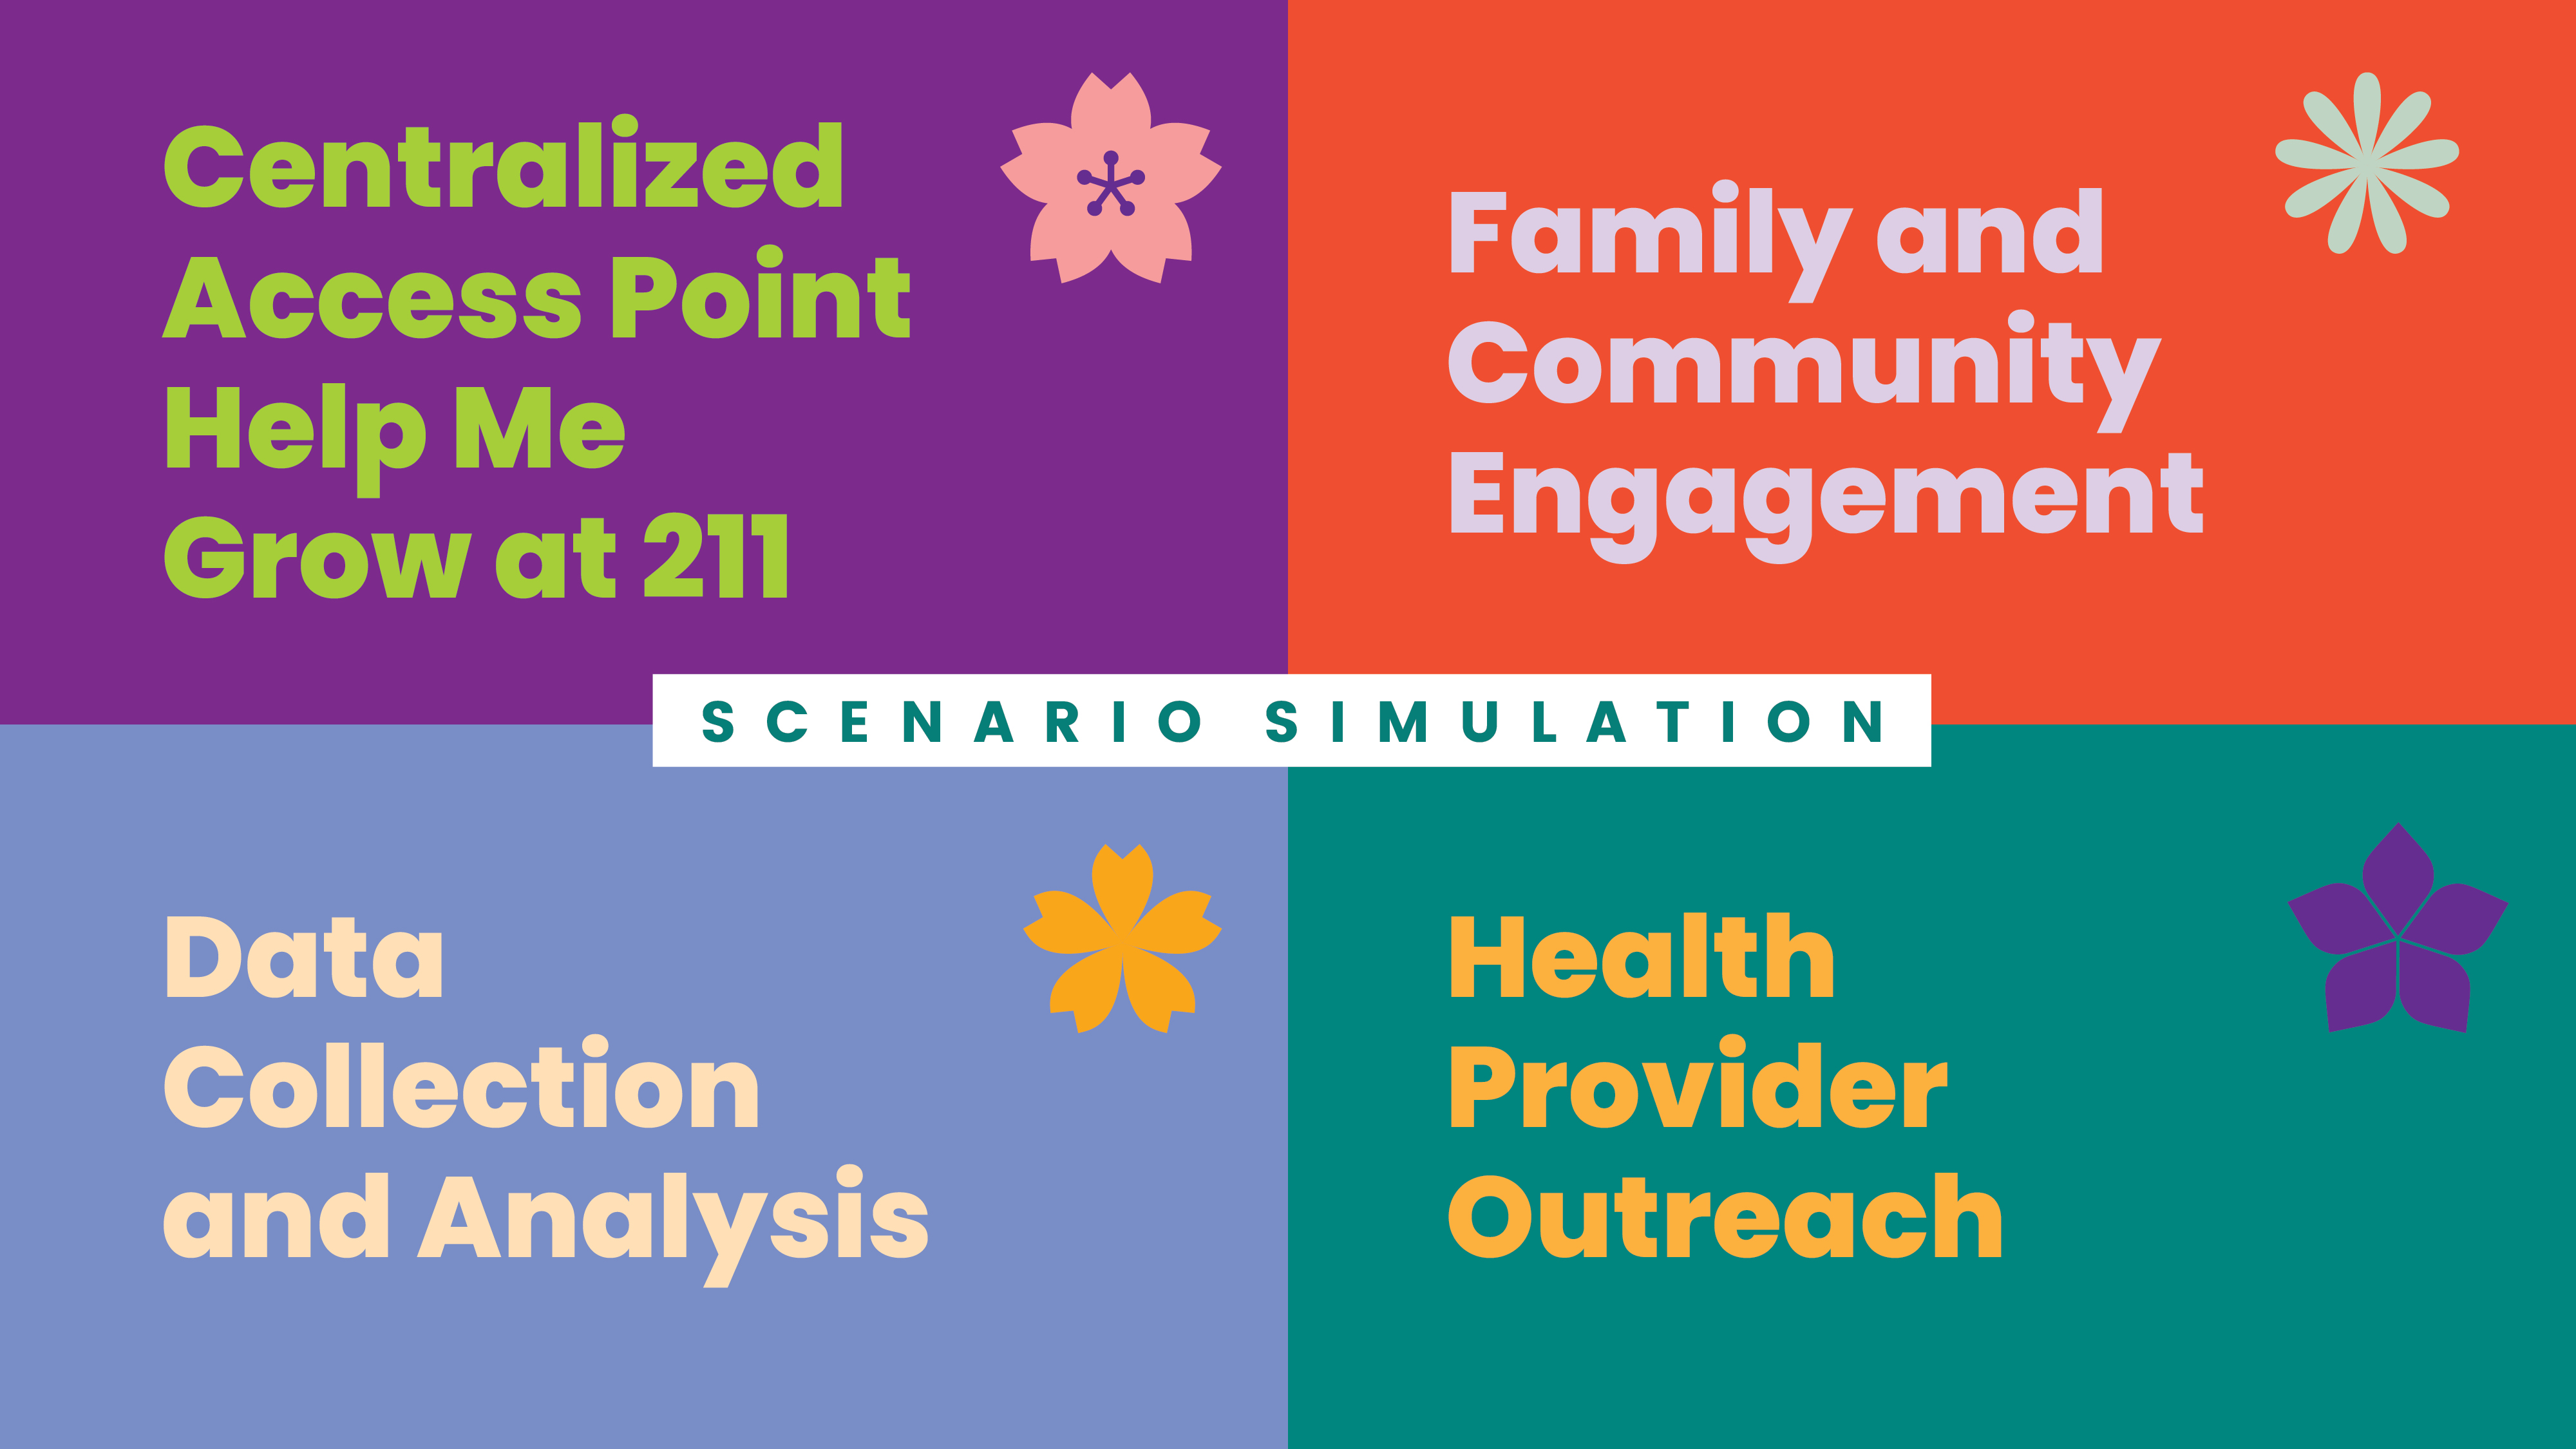 Centralized
Access Point
Help Me
Grow at 211
Family and
Community
Engagement
SCENARIO SIMULATION
Data
Collection
and Analysis
Health
Provider
Outreach